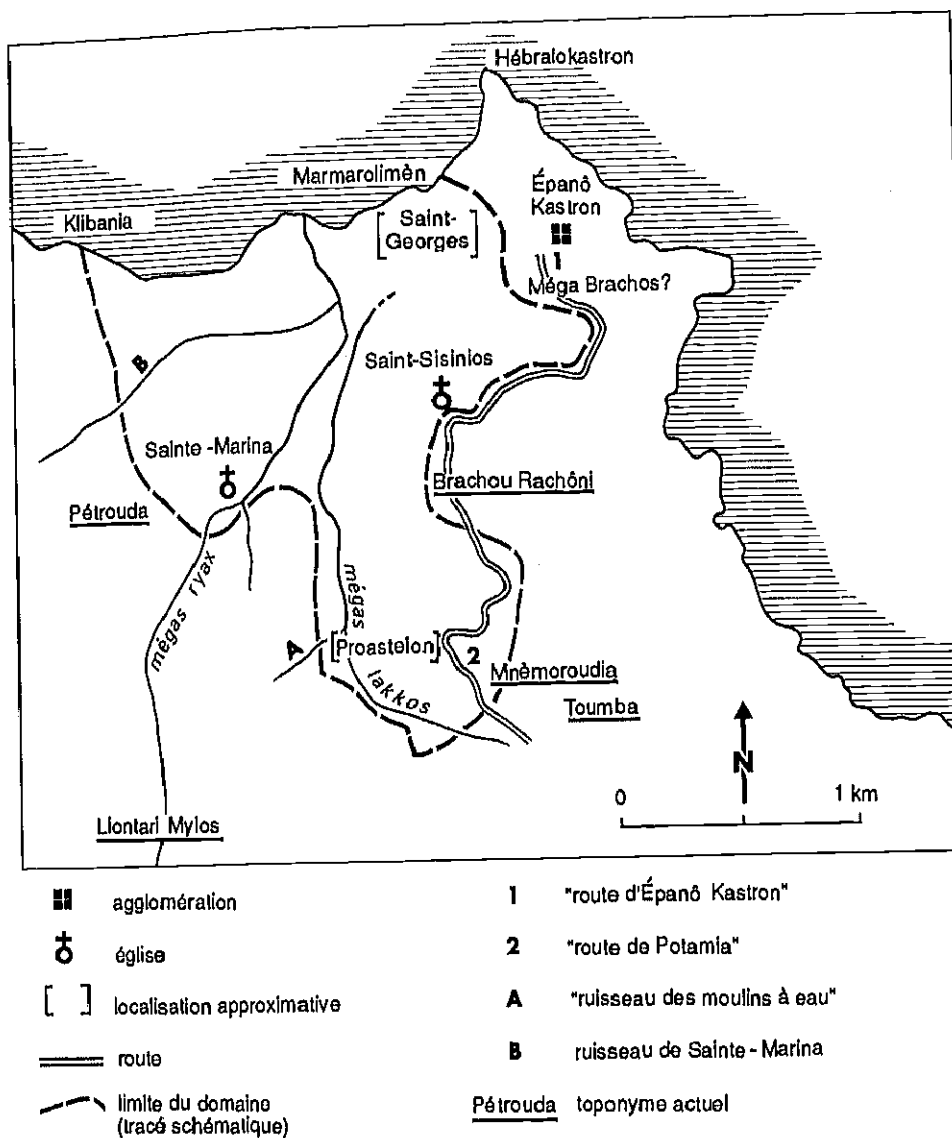 Hébraïokastron
Marmarolimèn
Épanô
Kastron
Klibania
[Saint-
Georges]
1
Méga Brachos?
B
Saint-Sisinios
Sainte-Marina
Brachou Rachôni
Pétrouda
mégas ryax
mégas
A
[Proasteion]
2
Mnèmoroudia
lakkos
Toumba
N
0
1 km
Liontari Mylos
agglomération
1 "route d'Épanô Kastron"
église
2 "route de Potamia"
[ ] localisation approximative
A "ruisseau des moulins à eau"
route
B ruisseau de Sainte-Marina
limite du domaine
(tracé schématique)
Pétrouda toponyme actuel